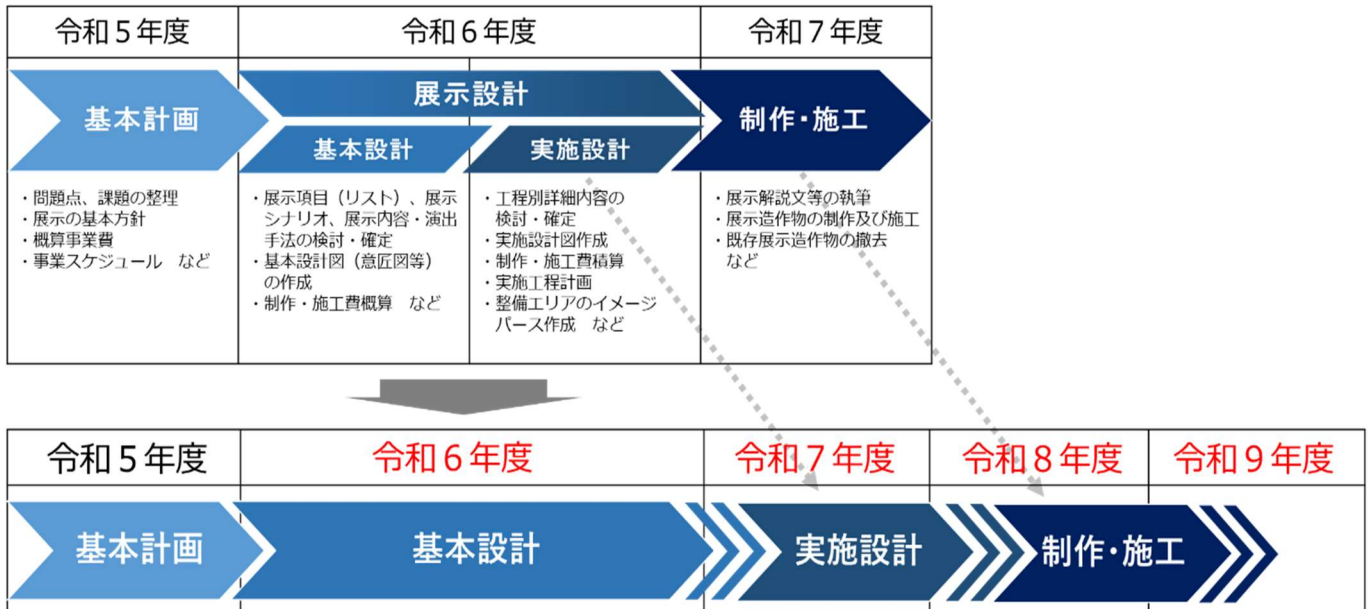 令和５年度
令和６年度
令和７年度
基本計画
展示設計
基本設計
実施設計
制作・施工
・問題点、課題の整理
・展示の基本方針
・概算事業費
・事業スケジュール　など
・展示項目（リスト）、展示
シナリオ、展示内容・演出
手法の検討・確定
・基本設計図（意匠図等）
の作成
・制作・施工費概算　など
・工程別詳細内容の
検討・確定
・実施設計図作成
・制作・施工費積算
・実施工程計画
・整備エリアのイメージ
パース作成　など
・展示解説文等の執筆
・展示造作物の制作及び施工
・既存展示造作物の撤去
など
令和５年度
令和６年度
令和７年度
令和８年度
令和９年度
基本計画
基本設計
実施設計
制作・施工